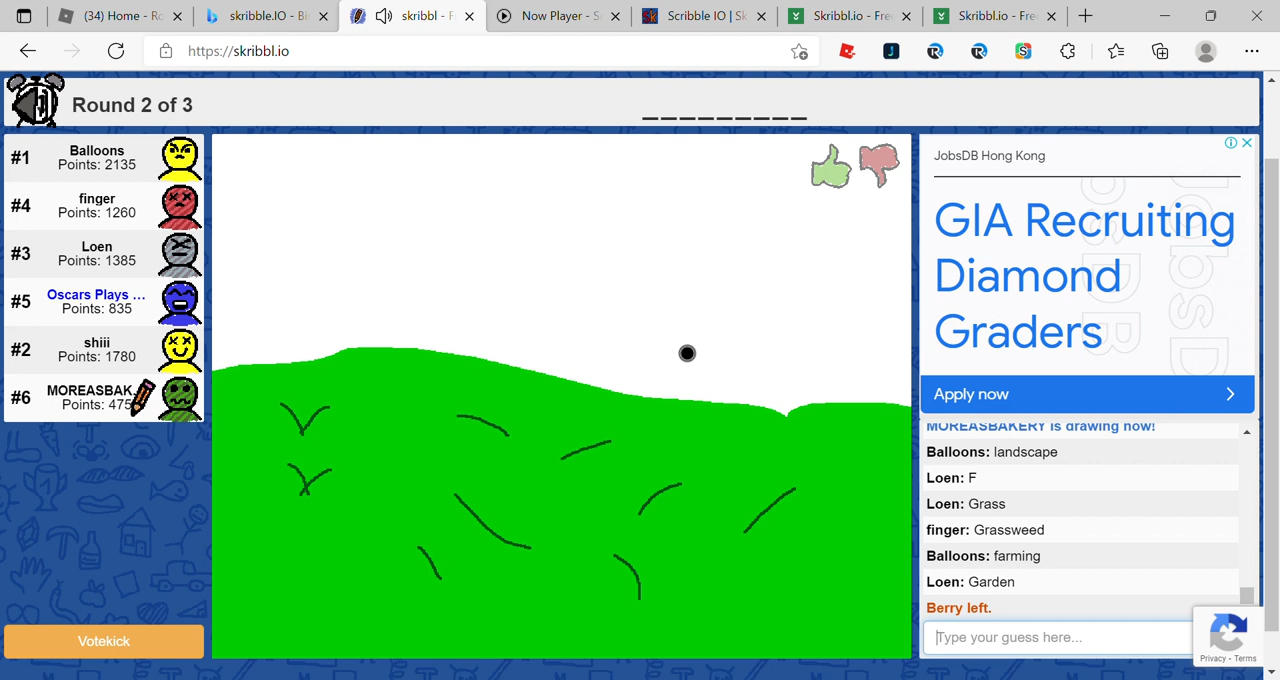 (34) Home - Ro
skribble.IO - Bi
skribbl - F
Now Player - S
Scribble IO | Sk
Skribbl.io - Free
Skribbl.io - Free
https://skribbl.io
Round 2 of 3
_ _ _ _ _ _ _ _ _
#1
Balloons
Points: 2135
#4
finger
Points: 1260
#3
Loen
Points: 1385
#5
Oscars Plays ...
Points: 835
#2
shiii
Points: 1780
#6
MOREASBAK
Points: 475
Votekick
JobsDB Hong Kong
GIA Recruiting
Diamond
Graders
Apply now
MOREASBAKERY is drawing now!
Balloons: landscape
Loen: F
Loen: Grass
finger: Grassweed
Balloons: farming
Loen: Garden
Berry left.
Type your guess here...
Privacy - Terms